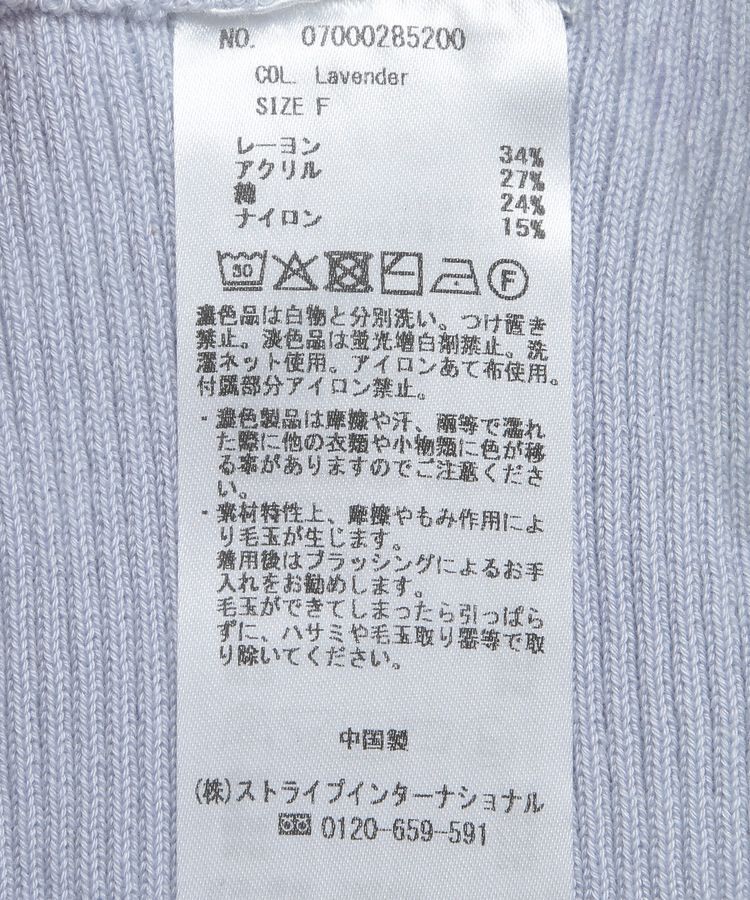 NO. 07000285200
COL. Lavender
SIZE F
レーヨン 34%
アクリル 27%
綿 24%
ナイロン 15%
30
F
濃色品は白物と分別洗い。つけ置き
禁止。淡色品は蛍光増白剤禁止。洗
濯ネット使用。アイロンあて布使用。
付属部分アイロン禁止。
・濃色製品は摩擦や汗、雨等で濡れ
た際に他の衣類や小物類に色が移
る事がありますのでご注意くださ
い。
・素材特性上、摩擦やもみ作用によ
り毛玉が生じます。
着用後はブラッシングによるお手
入れをお勧めします。
毛玉ができてしまったら引っぱら
ずに、ハサミや毛玉取り器等で取
り除いてください。
中国製
(株)ストライプインターナショナル
0120-659-591